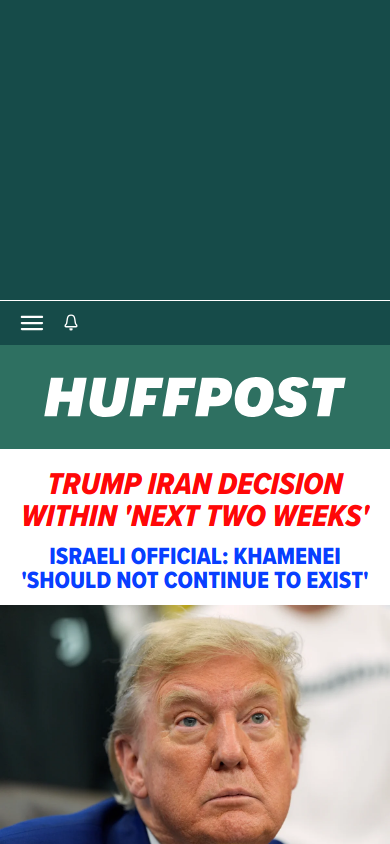 HUFFPOST
TRUMP IRAN DECISION
WITHIN 'NEXT TWO WEEKS'
ISRAELI OFFICIAL: KHAMENEI
'SHOULD NOT CONTINUE TO EXIST'